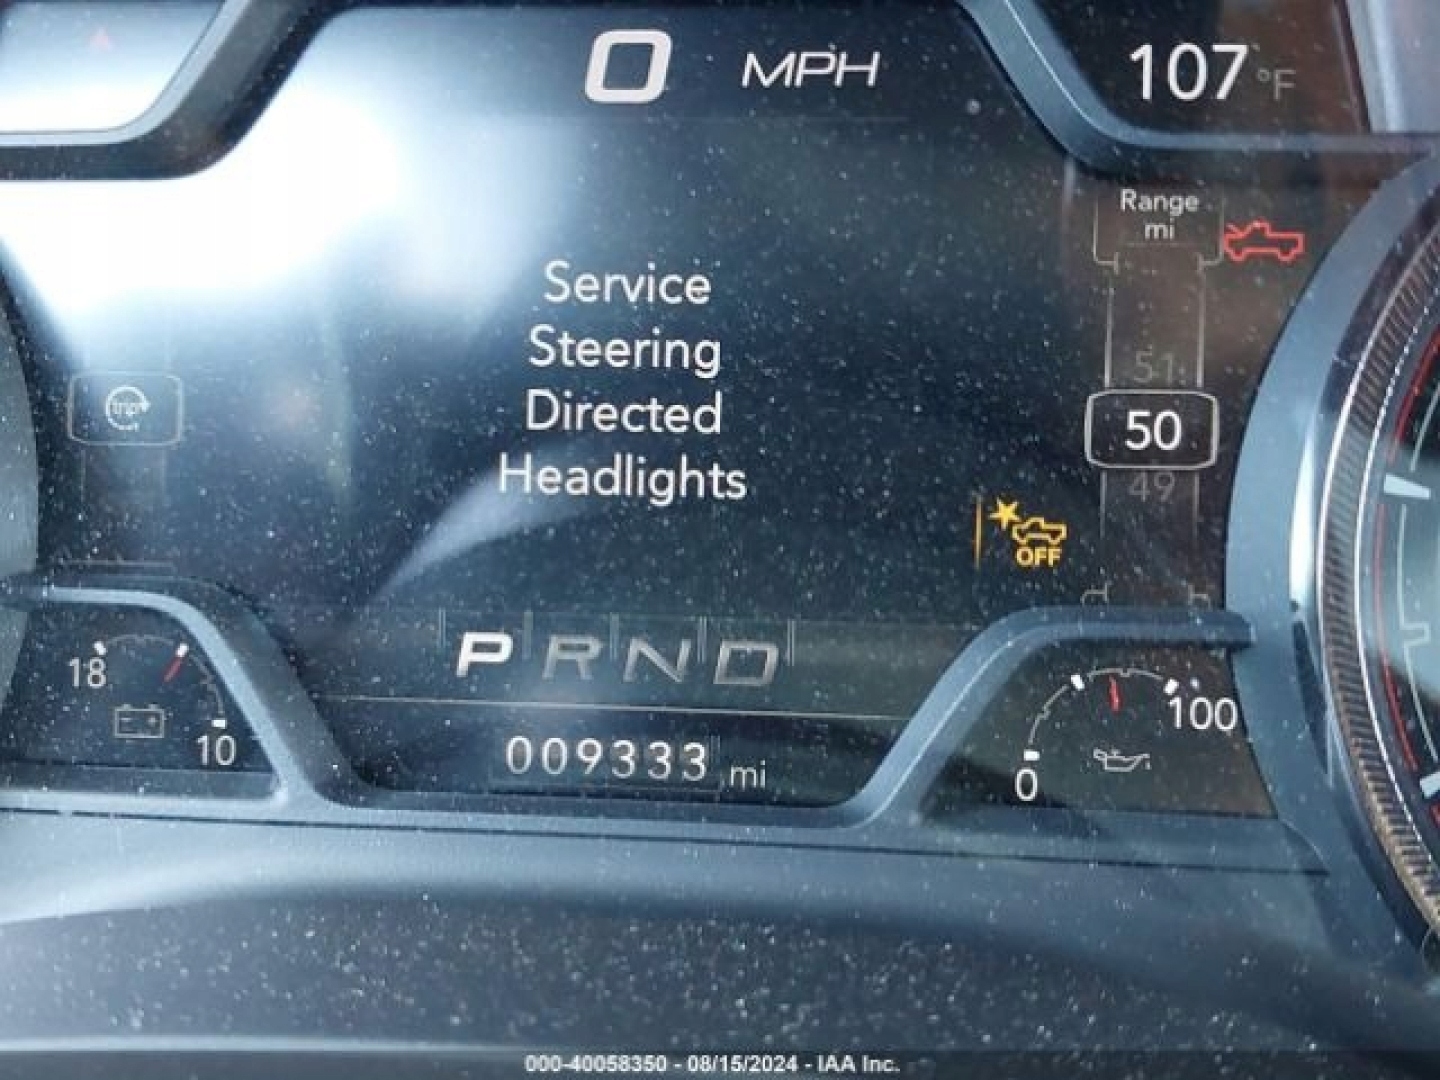 0 MPH
107 °F
Range
mi
Service
Steering
Directed
Headlights
trip
51
50
49
OFF
P R N D
18
10
009333 mi
0
100
000-40058350 - 08/15/2024 - IAA Inc.